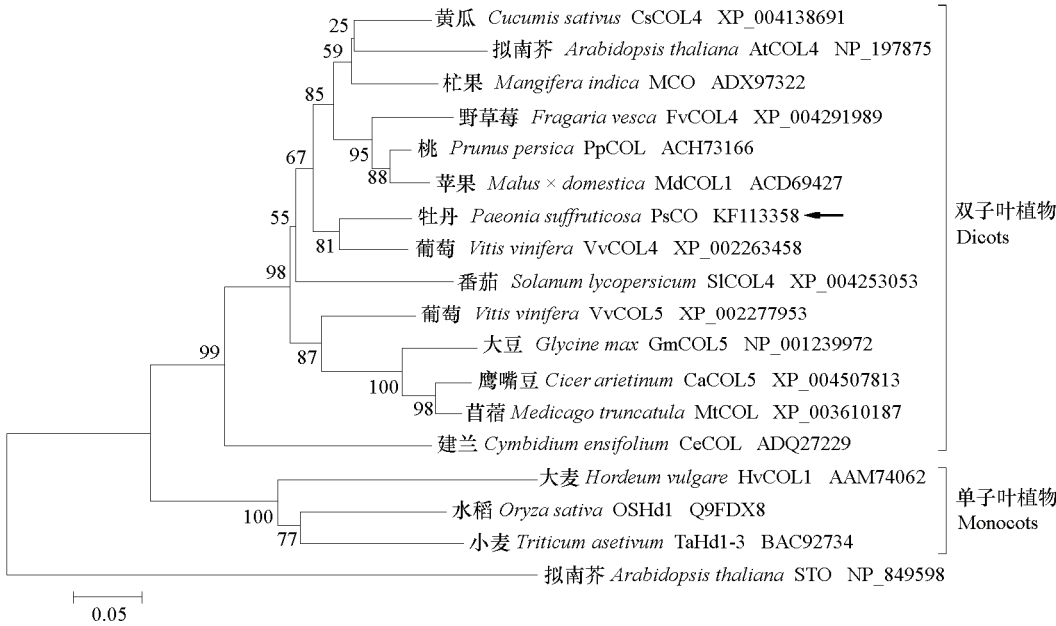 黄瓜 Cucumis sativus CsCOL4 XP_004138691
25
拟南芥 Arabidopsis thaliana AtCOL4 NP_197875
59
杧果 Mangifera indica MCO ADX97322
85
野草莓 Fragaria vesca FvCOL4 XP_004291989
95
桃 Prunus persica PpCOL ACH73166
67
88
苹果 Malus × domestica MdCOL1 ACD69427
55
牡丹 Paeonia suffruticosa PsCO KF113358
双子叶植物
Dicots
81
葡萄 Vitis vinifera VvCOL4 XP_002263458
98
番茄 Solanum lycopersicum SlCOL4 XP_004253053
葡萄 Vitis vinifera VvCOL5 XP_002277953
99
87
大豆 Glycine max GmCOL5 NP_001239972
100
鹰嘴豆 Cicer arietinum CaCOL5 XP_004507813
98
苜蓿 Medicago truncatula MtCOL XP_003610187
建兰 Cymbidium ensifolium CeCOL ADQ27229
大麦 Hordeum vulgare HvCOL1 AAM74062
100
水稻 Oryza sativa OSHd1 Q9FDX8
单子叶植物
Monocots
77
小麦 Triticum asetivum TaHd1-3 BAC92734
拟南芥 Arabidopsis thaliana STO NP_849598
0.05